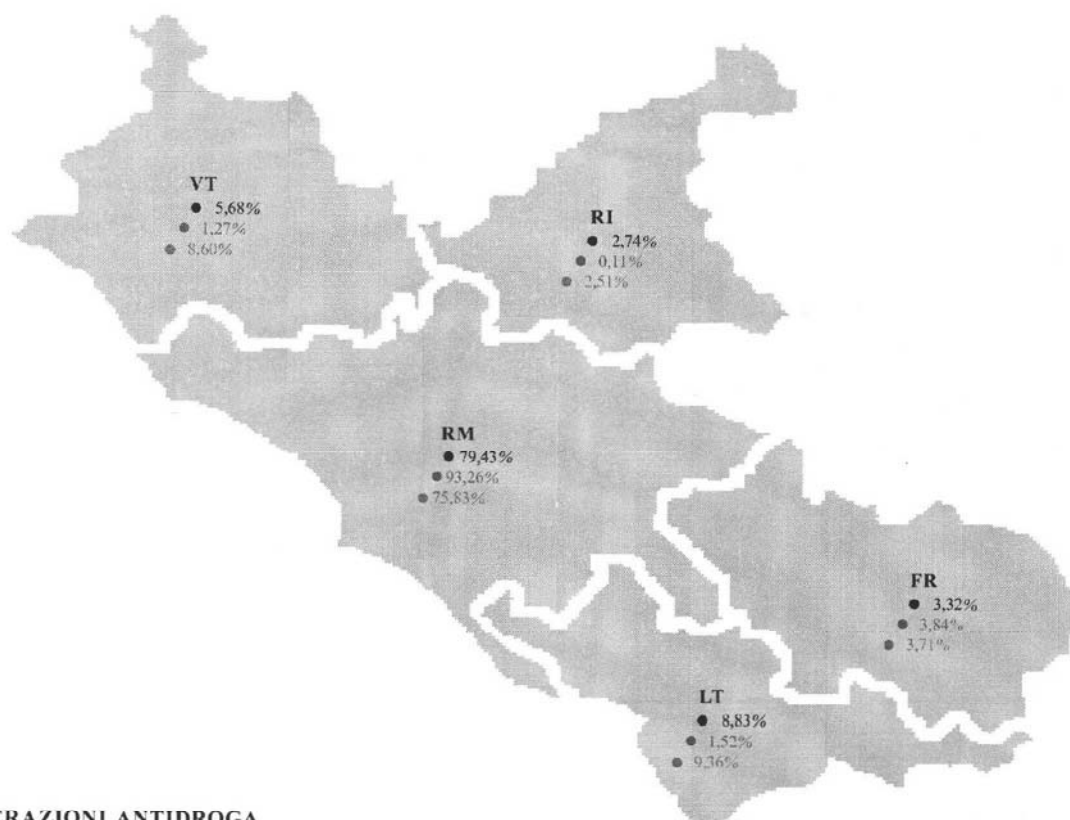 VT
5,68%
1,27%
8,60%
RI
2,74%
0,11%
2,51%
RM
79,43%
93,26%
75,83%
FR
3,32%
3,84%
3,71%
LT
8,83%
1,52%
9,36%
ERAZIONI ANTIDROGA